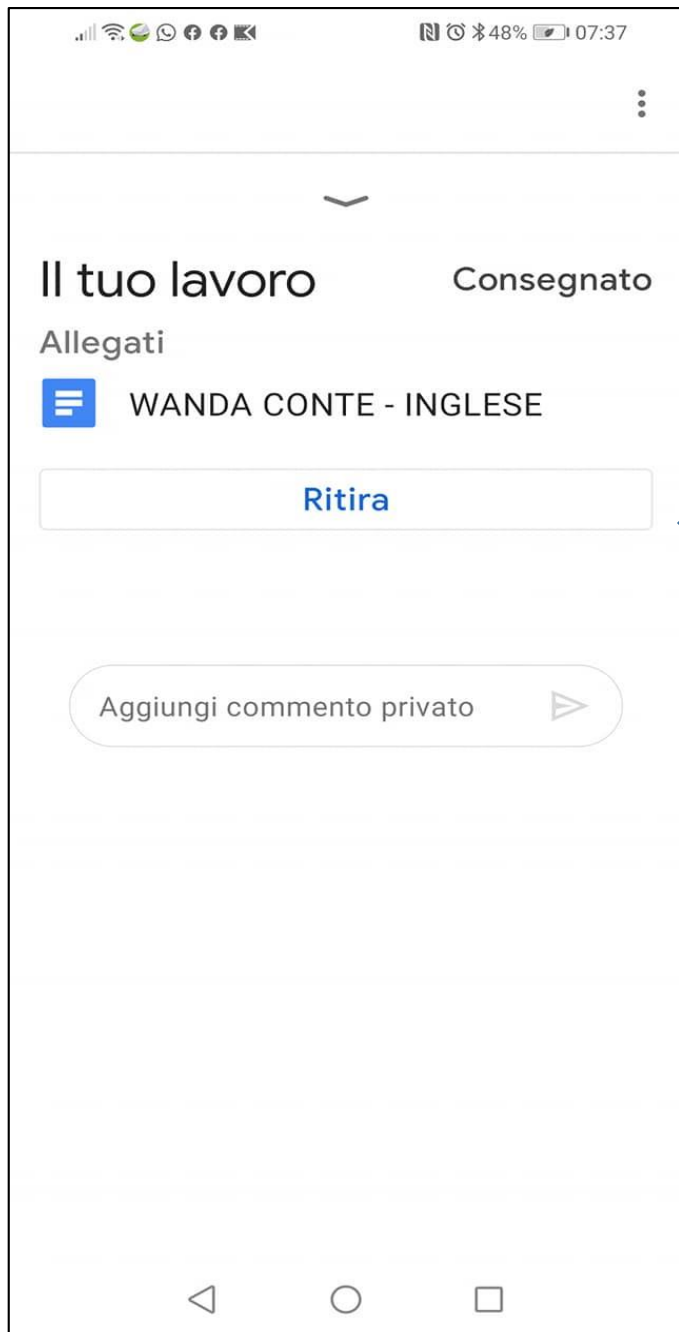 48% 07:37
Il tuo lavoro Consegnato
Allegati
WANDA CONTE - INGLESE
Ritira
Aggiungi commento privato